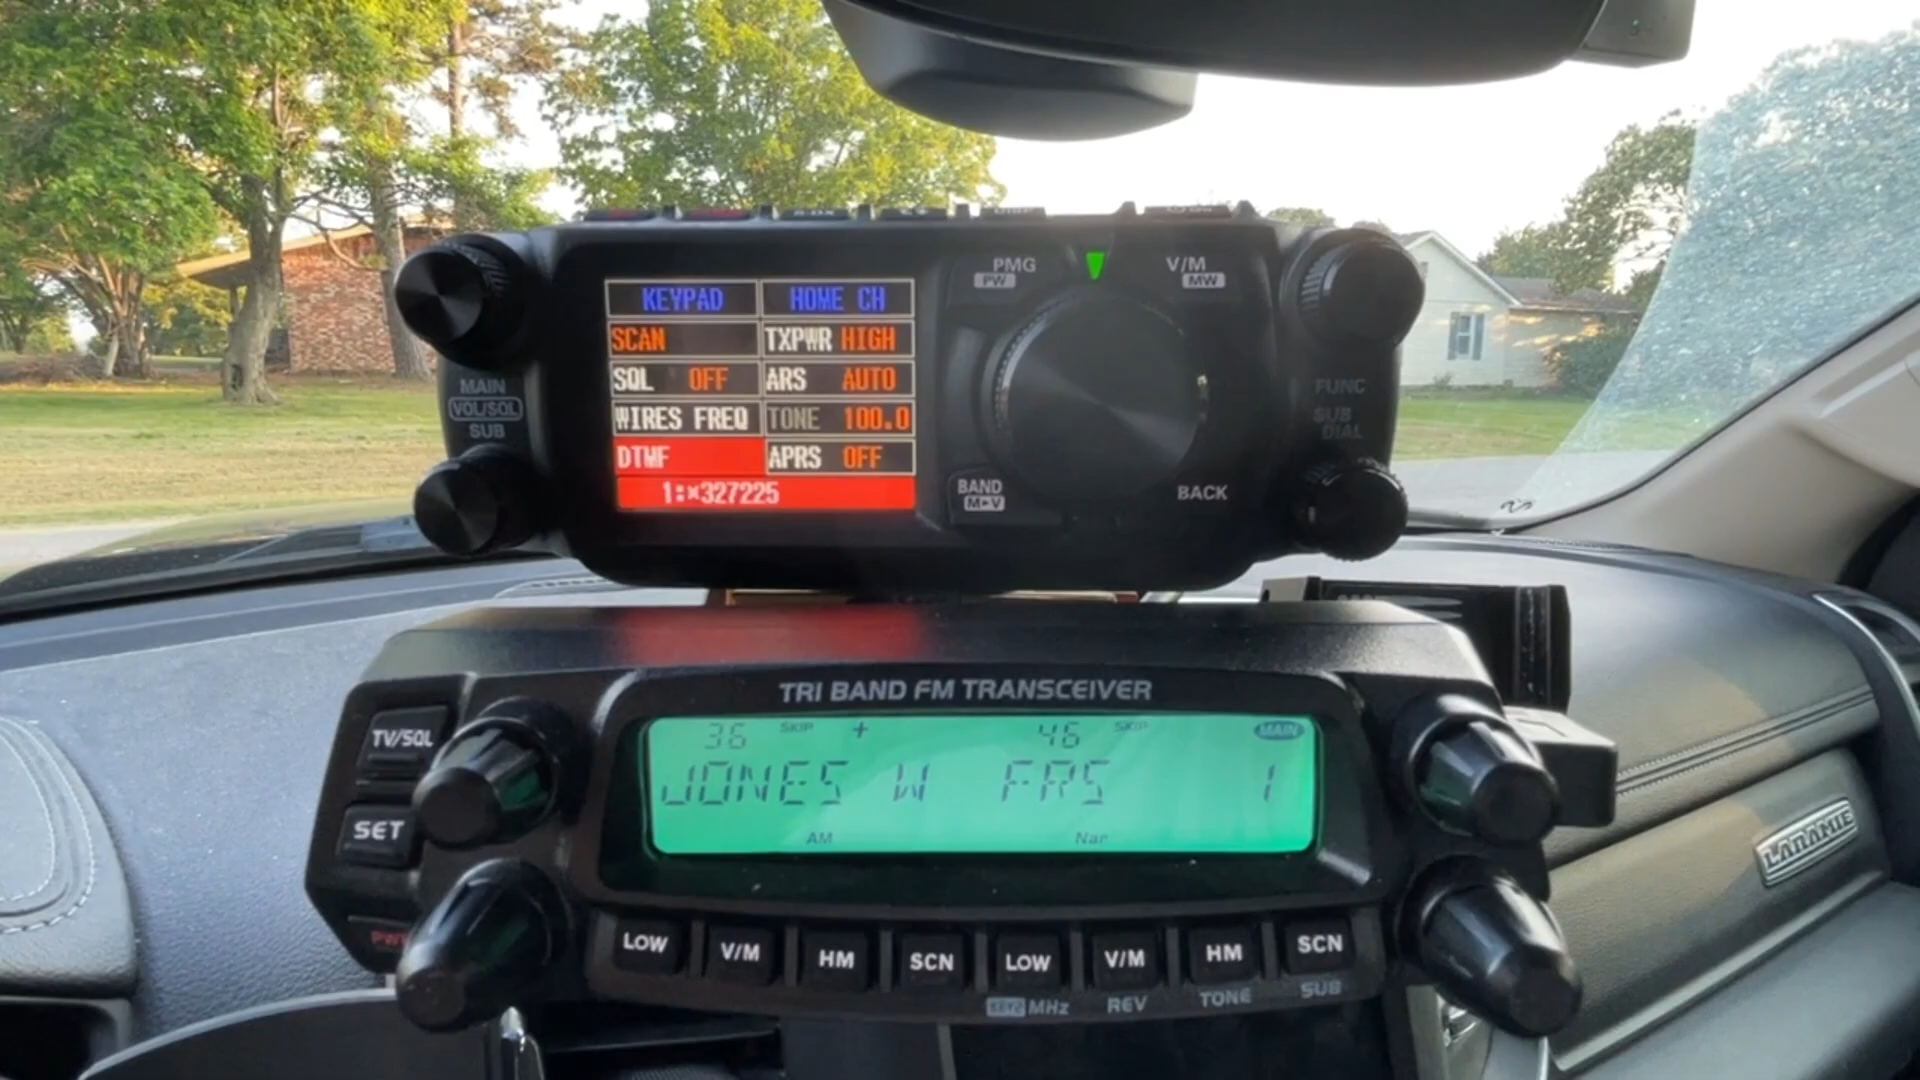 PMG V/M
PW MW
KEYPAD HOME CH
SCAN TXPWR HIGH
SQL OFF ARS AUTO
WIRES FREQ TONE 100.0
DTMF APRS OFF
1:*327225
MAIN
VOL/SQL
SUB
FUNC
SUB
DIAL
BAND BACK
M▸V
TRI BAND FM TRANSCEIVER
TV/SQL
SET
36 SKIP + 46 SKIP MAIN
JONES W FRS 1
AM Nar
LARAMIE
LOW V/M HM SCN LOW V/M HM SCN
KEY2 MHz REV TONE SUB